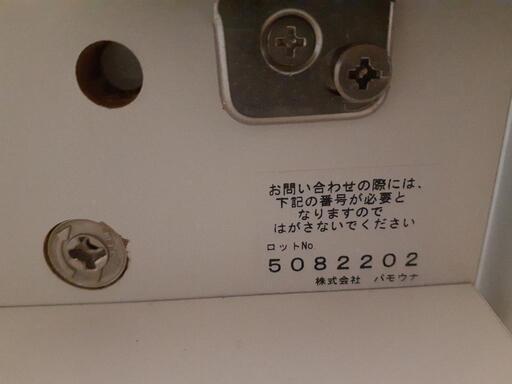 お問い合わせの際には、
下記の番号が必要と
なりますので
はがさないでください
ロットNo
5082202
株式会社 パモウナ